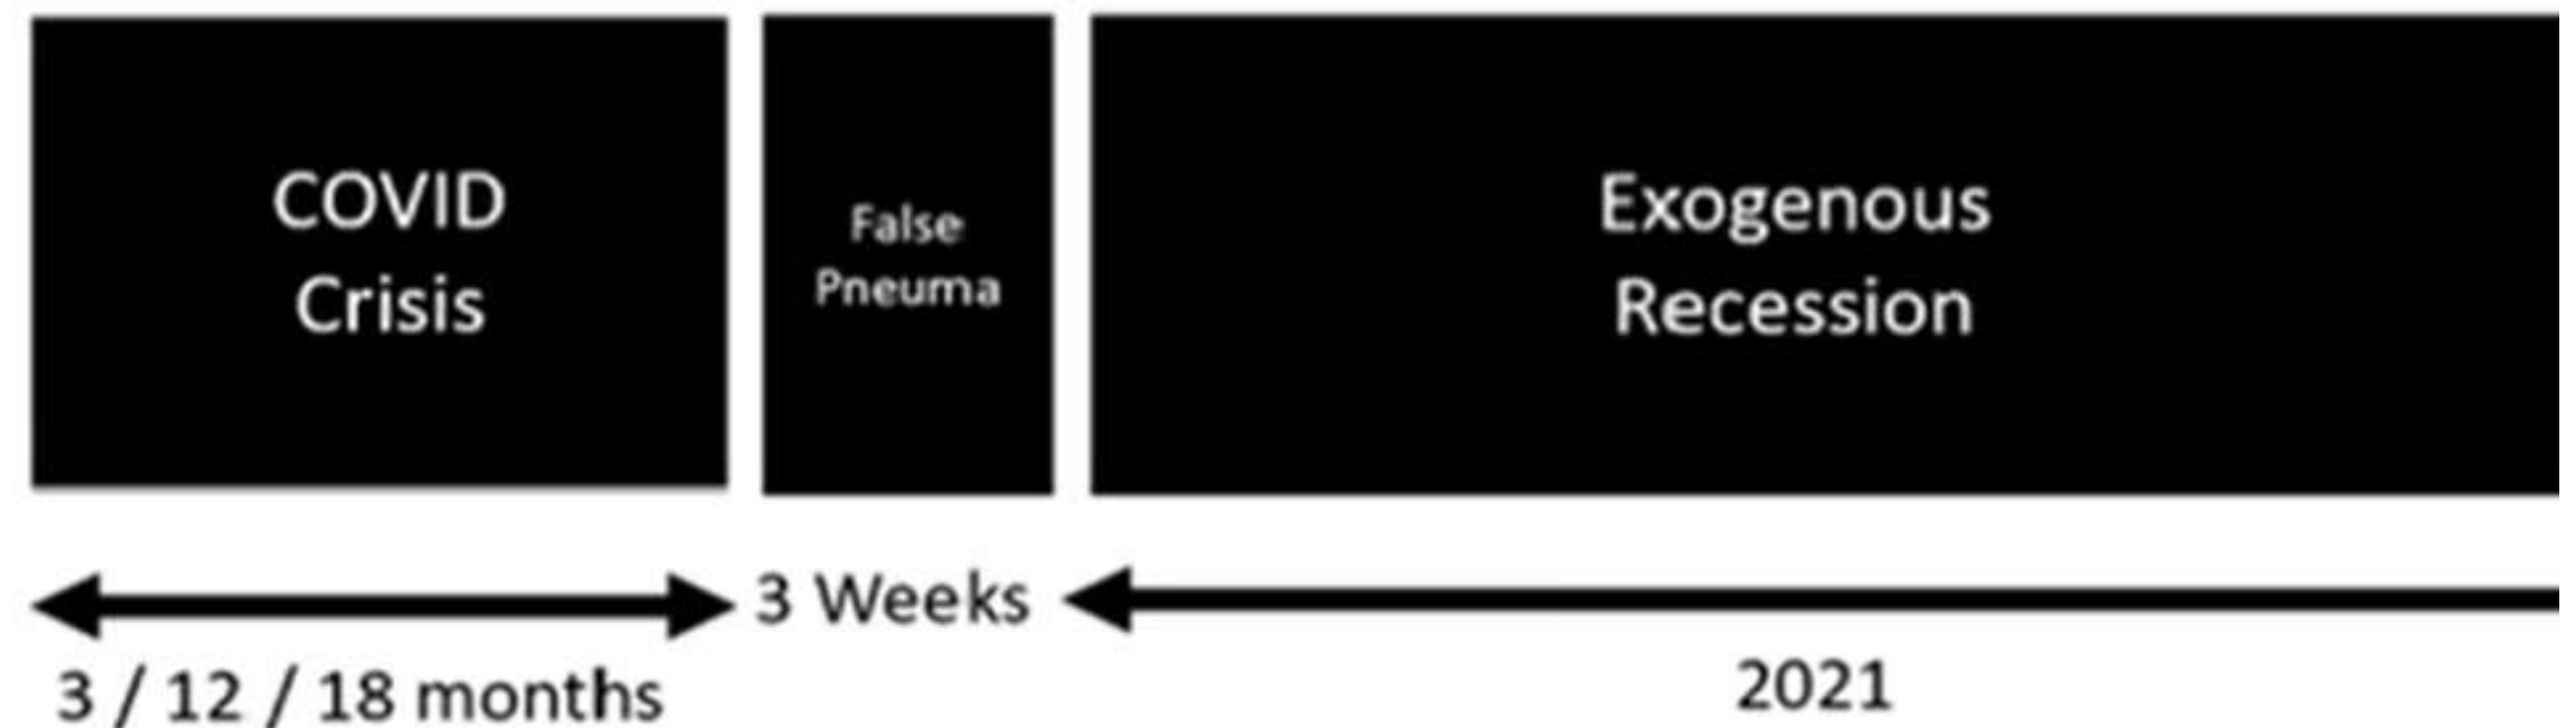 COVID
Crisis
False
Pneuma
Exogenous
Recession
3 Weeks
3 / 12 / 18 months
2021